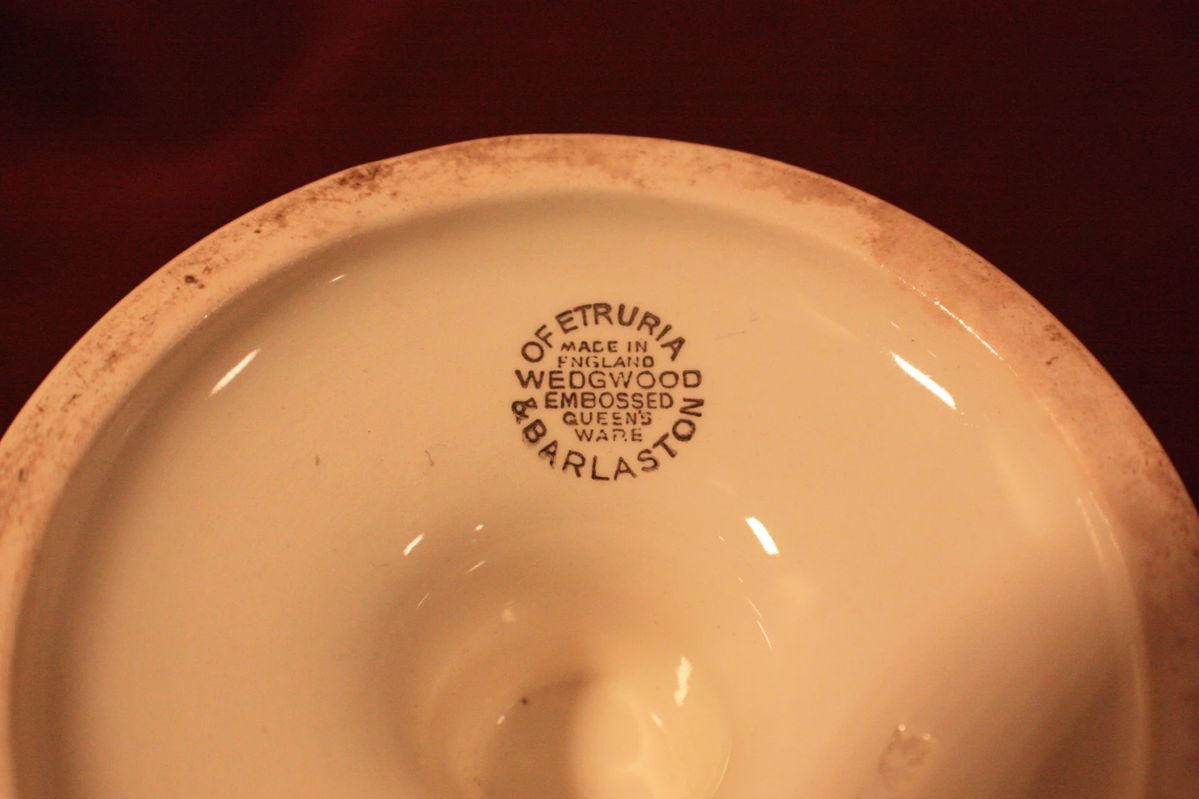 OF ETRURIA
MADE IN
ENGLAND
WEDGWOOD
EMBOSSED
QUEEN'S
WARE
& BARLASTON